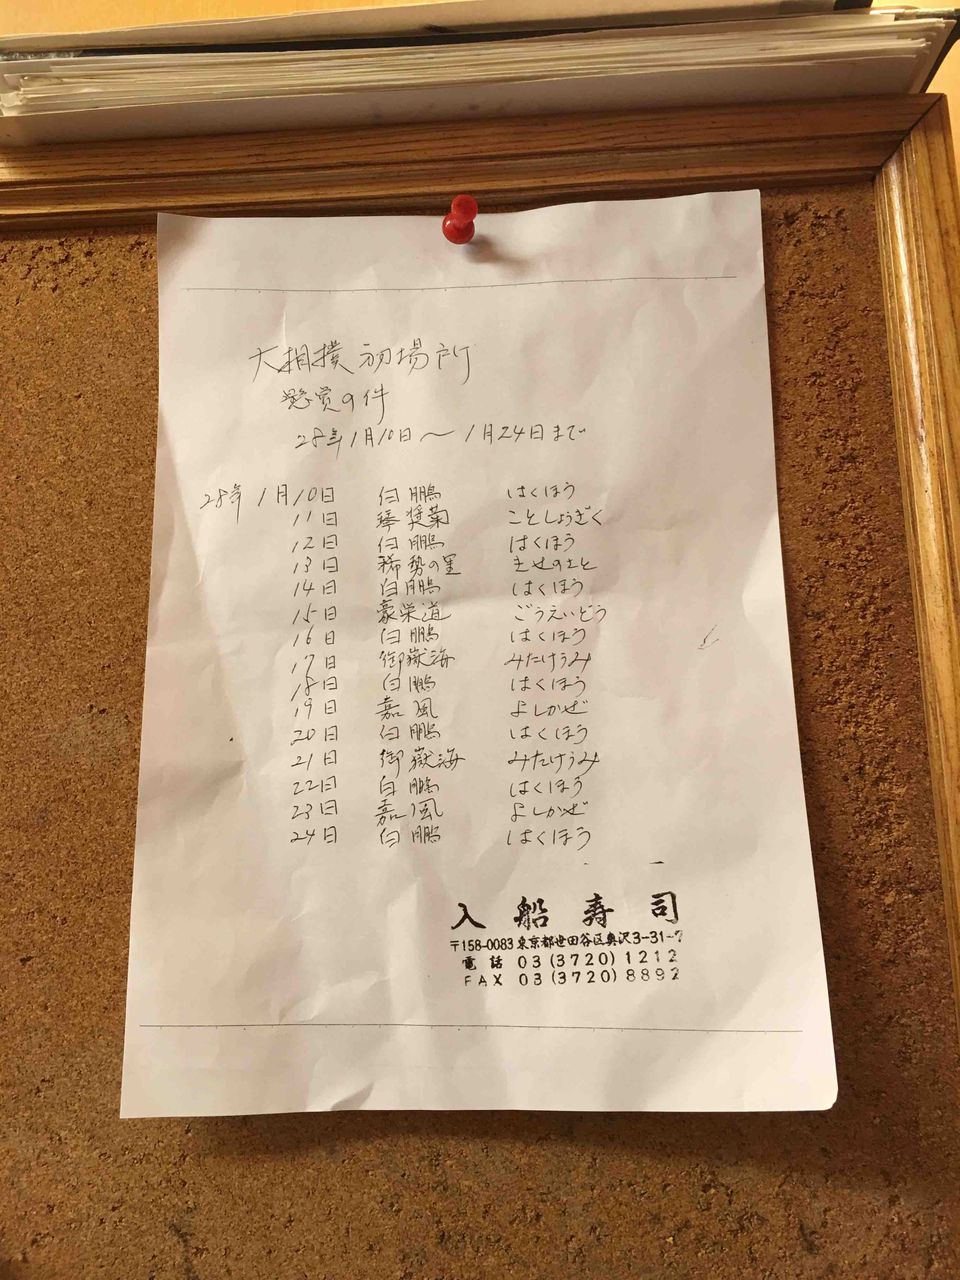 大相撲初場所
懸賞の件
28年1月10日～1月24日まで
28年1月10日 白鵬 はくほう
11日 琴奨菊 ことしょうぎく
12日 白鵬 はくほう
13日 稀勢の里 きせのさと
14日 白鵬 はくほう
15日 豪栄道 ごうえいどう
16日 白鵬 はくほう
17日 御嶽海 みたけうみ
18日 白鵬 はくほう
19日 嘉風 よしかぜ
20日 白鵬 はくほう
21日 御嶽海 みたけうみ
22日 白鵬 はくほう
23日 嘉風 よしかぜ
24日 白鵬 はくほう
入船寿司
〒158-0083 東京都世田谷区奥沢3-31-7
電話 03(3720)1212
FAX 03(3720)8892